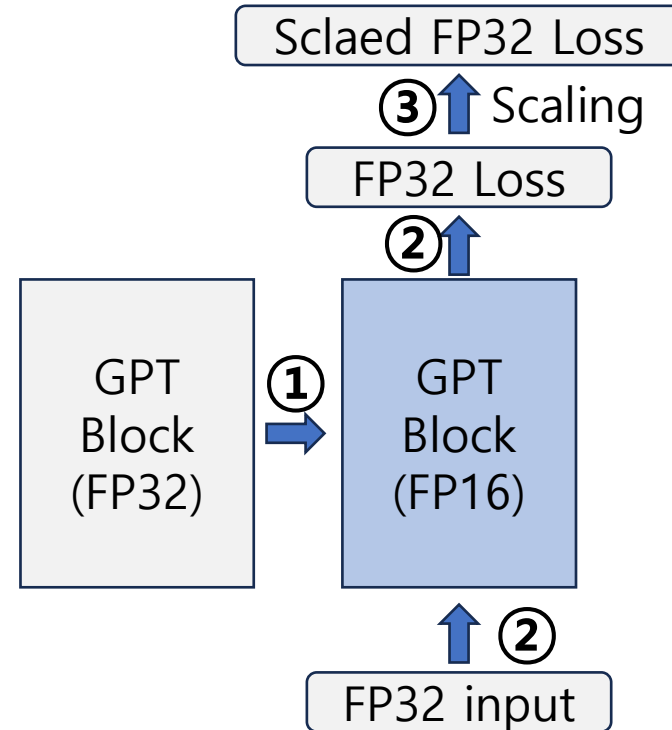 Sclaed FP32 Loss
③ Scaling
FP32 Loss
②
GPT
Block
(FP32)
①
GPT
Block
(FP16)
②
FP32 input